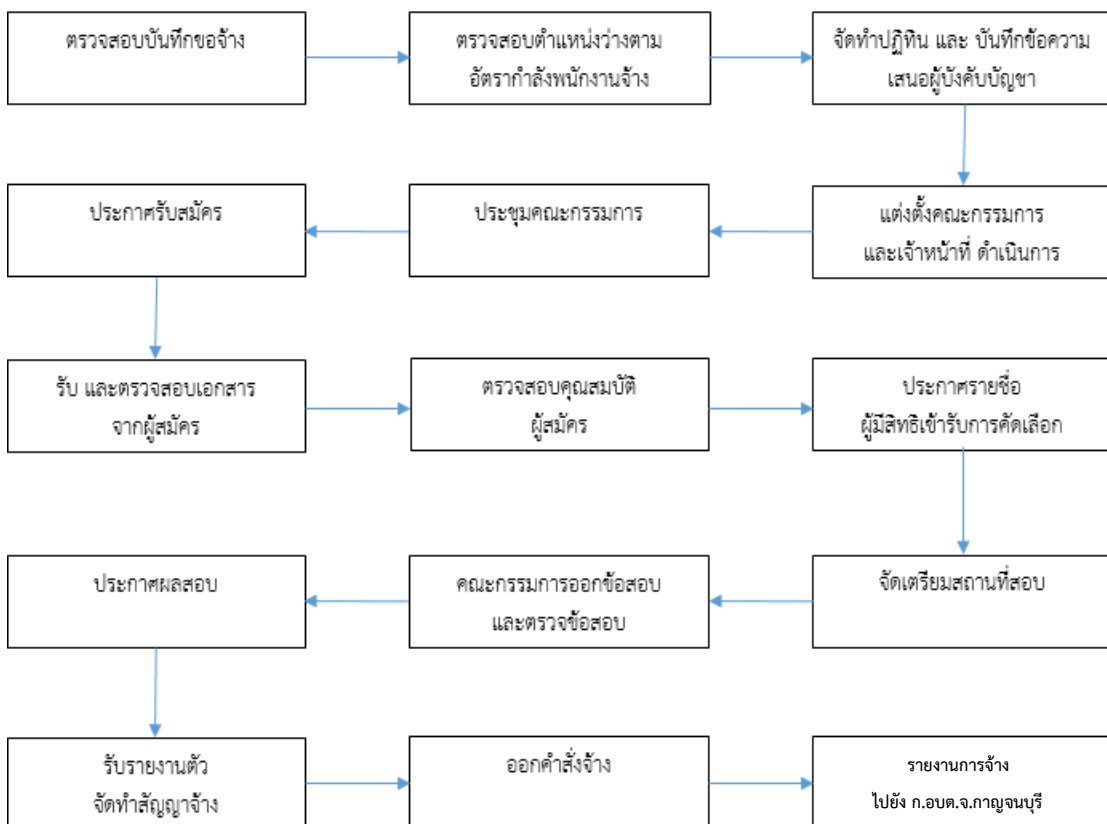 ตรวจสอบบันทึกขอจ้าง
ตรวจสอบตำแหน่งว่างตาม
อัตรากำลังพนักงานจ้าง
จัดทำปฏิทิน และ บันทึกข้อความ
เสนอผู้บังคับบัญชา
แต่งตั้งคณะกรรมการ
และเจ้าหน้าที่ ดำเนินการ
ประชุมคณะกรรมการ
ประกาศรับสมัคร
รับ และตรวจสอบเอกสาร
จากผู้สมัคร
ตรวจสอบคุณสมบัติ
ผู้สมัคร
ประกาศรายชื่อ
ผู้มีสิทธิเข้ารับการคัดเลือก
จัดเตรียมสถานที่สอบ
คณะกรรมการออกข้อสอบ
และตรวจข้อสอบ
ประกาศผลสอบ
รับรายงานตัว
จัดทำสัญญาจ้าง
ออกคำสั่งจ้าง
รายงานการจ้าง
ไปยัง ก.อบต.จ.กาญจนบุรี